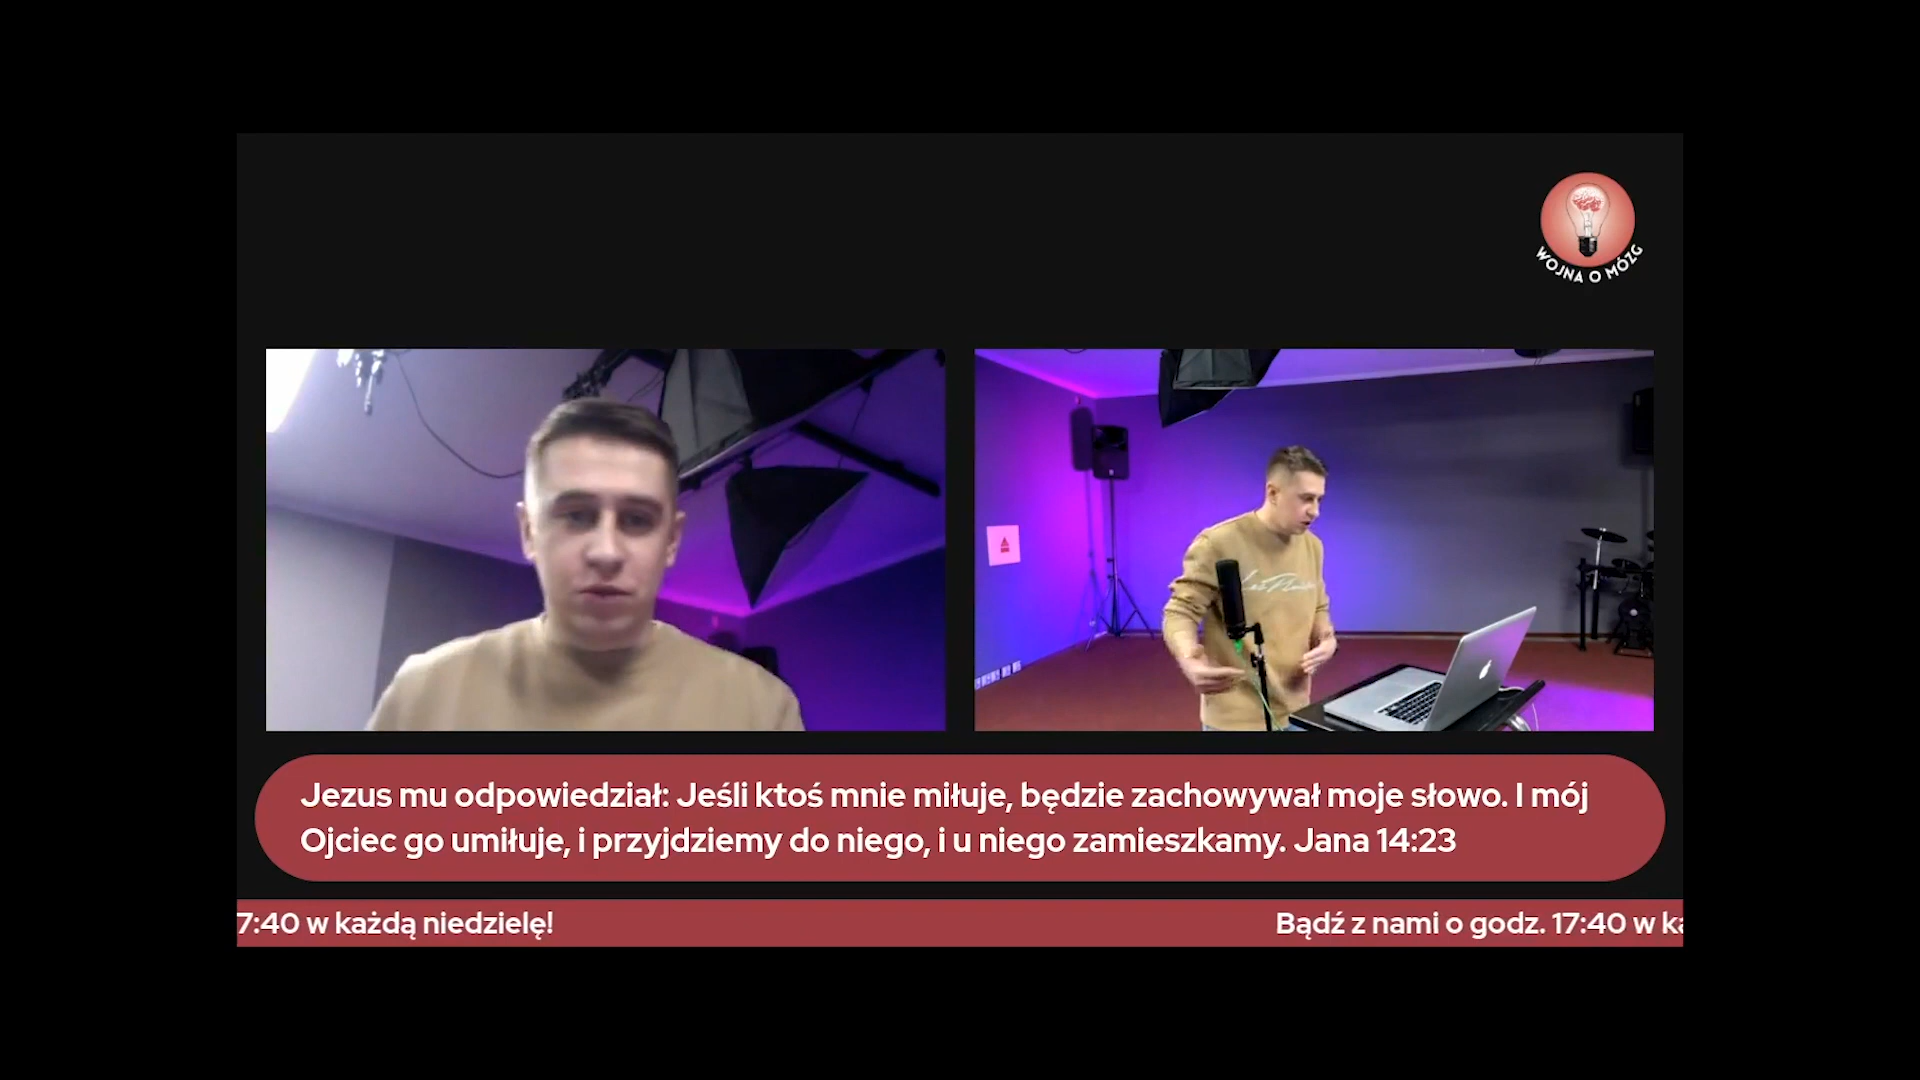 WOJNA O MÓZG
Jezus mu odpowiedział: Jeśli ktoś mnie miłuje, będzie zachowywał moje słowo. I mój
Ojciec go umiłuje, i przyjdziemy do niego, i u niego zamieszkamy. Jana 14:23
7:40 w każdą niedzielę! Bądź z nami o godz. 17:40 w ka